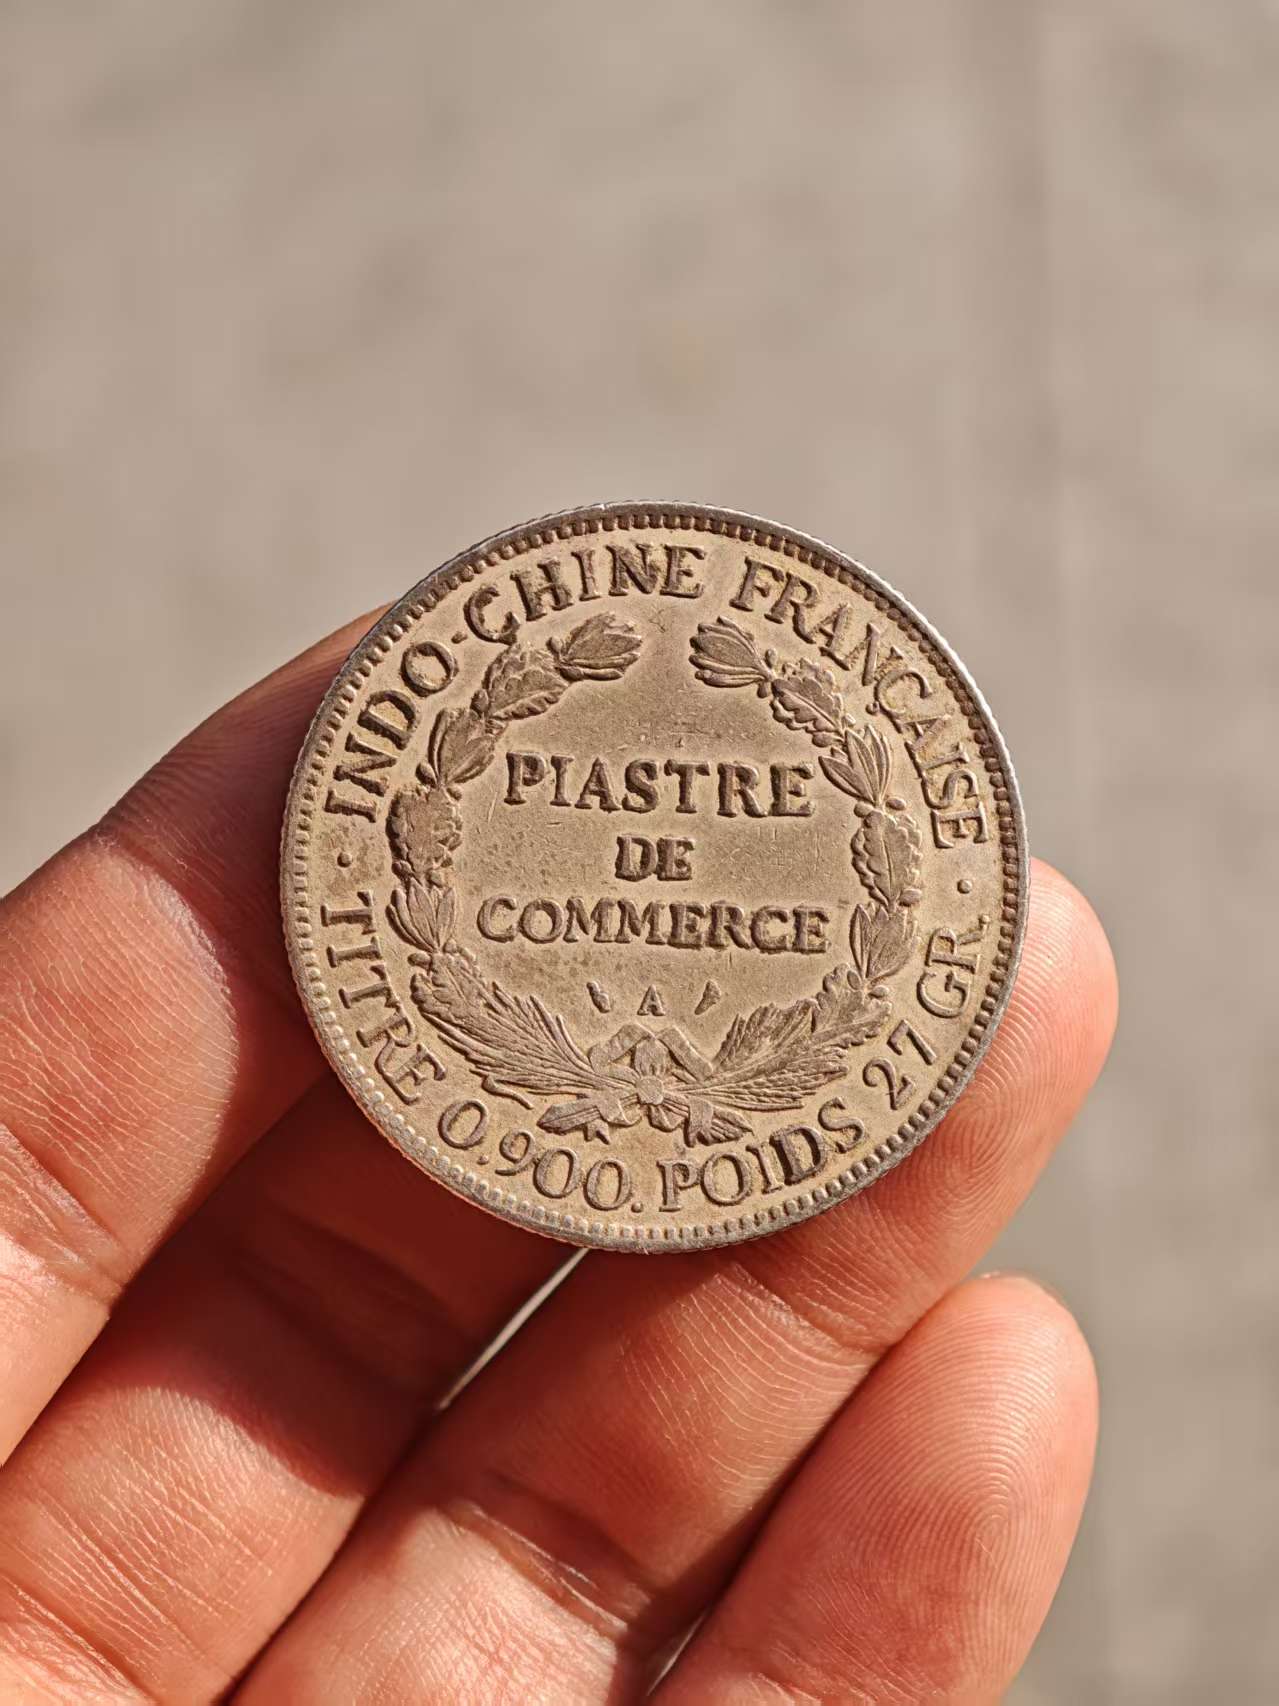 INDO-CHINE FRANÇAISE
PIASTRE
DE
COMMERCE
A
TITRE 0.900. POIDS 27 GR.